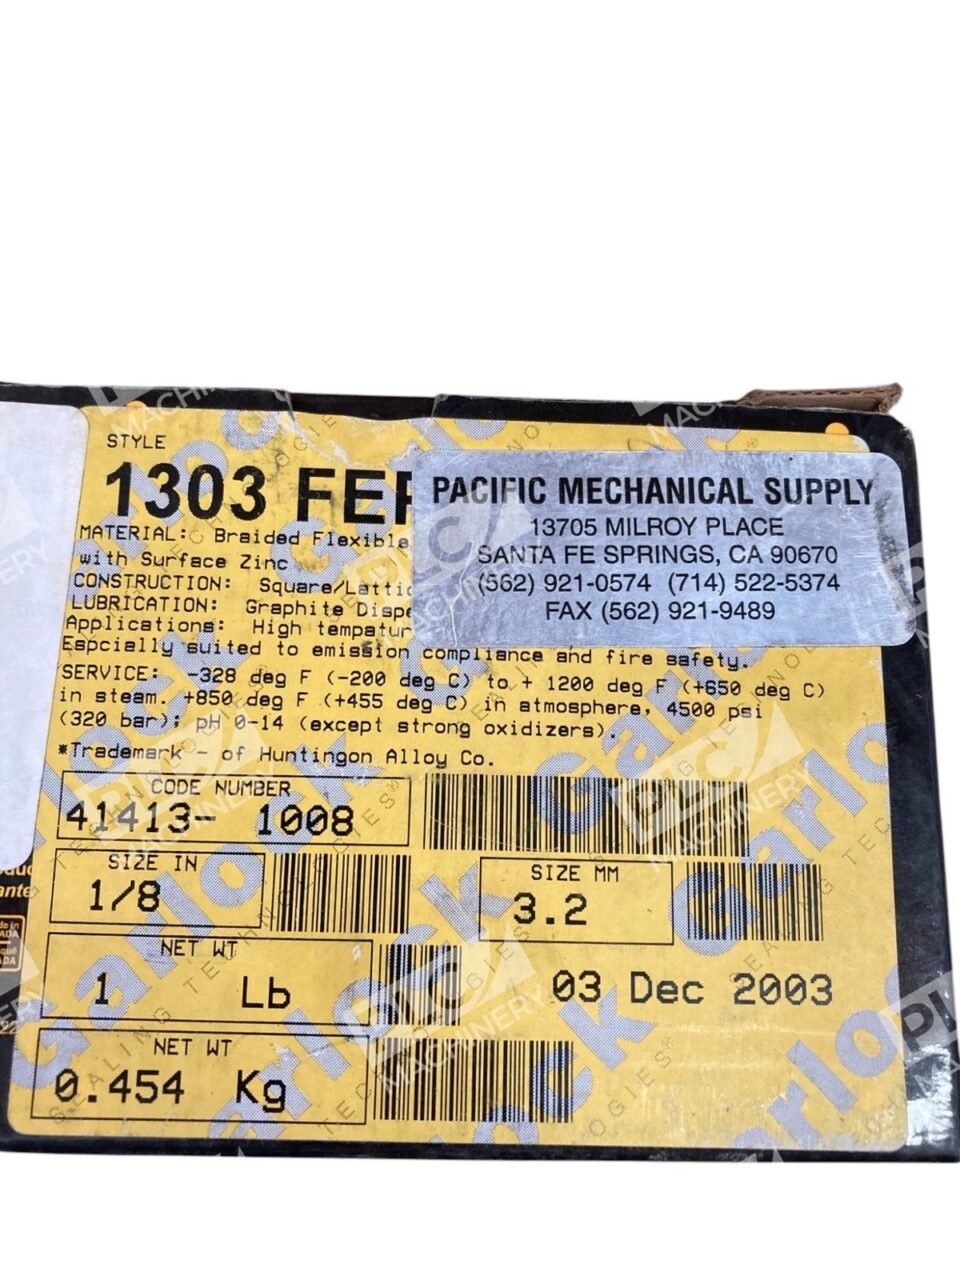 STYLE
1303 FEP
PACIFIC MECHANICAL SUPPLY
13705 MILROY PLACE
SANTA FE SPRINGS, CA 90670
(562) 921-0574 (714) 522-5374
FAX (562) 921-9489
MATERIAL: Braided Flexible
with Surface Zinc
CONSTRUCTION: Square/Lattic
LUBRICATION: Graphite Dispe
Applications: High tempatur
Espcially suited to emission compliance and fire safety.
SERVICE: -328 deg F (-200 deg C) to + 1200 deg F (+650 deg C)
in steam. +850 deg F (+455 deg C) in atmosphere, 4500 psi
(320 bar); pH 0-14 (except strong oxidizers).
*Trademark - of Huntingon Alloy Co.
CODE NUMBER
41413- 1008
SIZE IN
1/8
SIZE MM
3.2
NET WT
1 Lb
03 Dec 2003
NET WT
0.454 Kg
Garlock
SEALING TECHNOLOGIES
PLC
MACHINERY